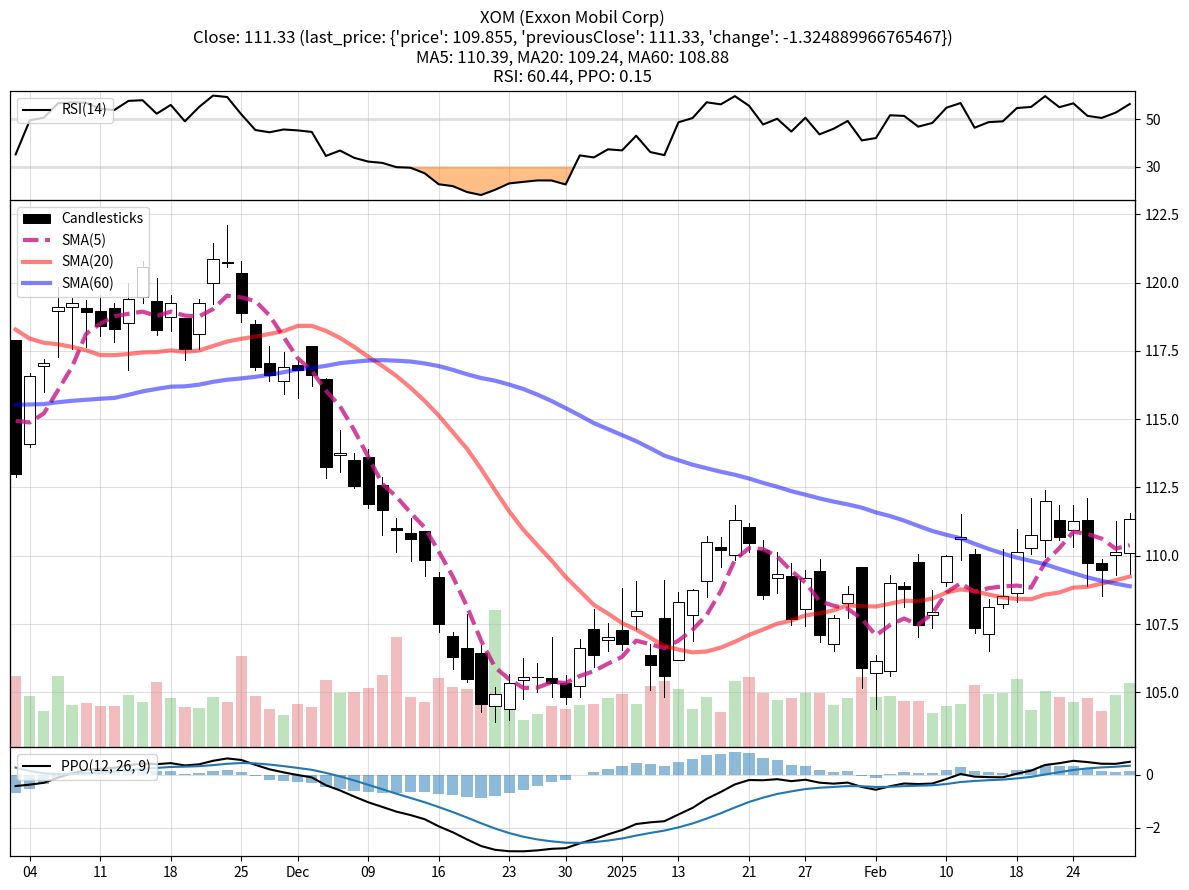 XOM (Exxon Mobil Corp)
Close: 111.33 (last_price: {'price': 109.855, 'previousClose': 111.33, 'change': -1.324889966765467})
MA5: 110.39, MA20: 109.24, MA60: 108.88
RSI: 60.44, PPO: 0.15
RSI(14)
50
30
Candlesticks
SMA(5)
SMA(20)
SMA(60)
122.5
120.0
117.5
115.0
112.5
110.0
107.5
105.0
PPO(12, 26, 9)
0
−2
04 11 18 25 Dec 09 16 23 30 2025 13 21 27 Feb 10 18 24